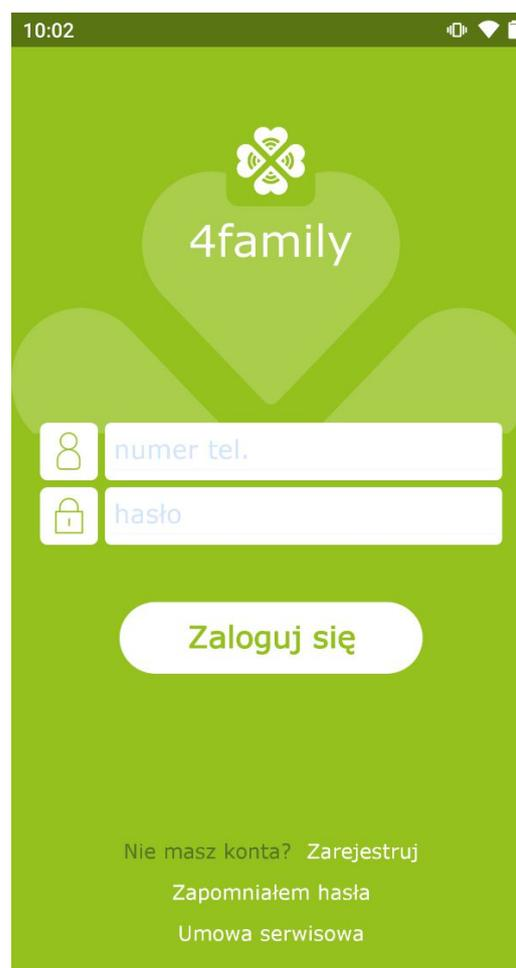 10:02
4family
numer tel.
hasło
Zaloguj się
Nie masz konta? Zarejestruj
Zapomniałem hasła
Umowa serwisowa